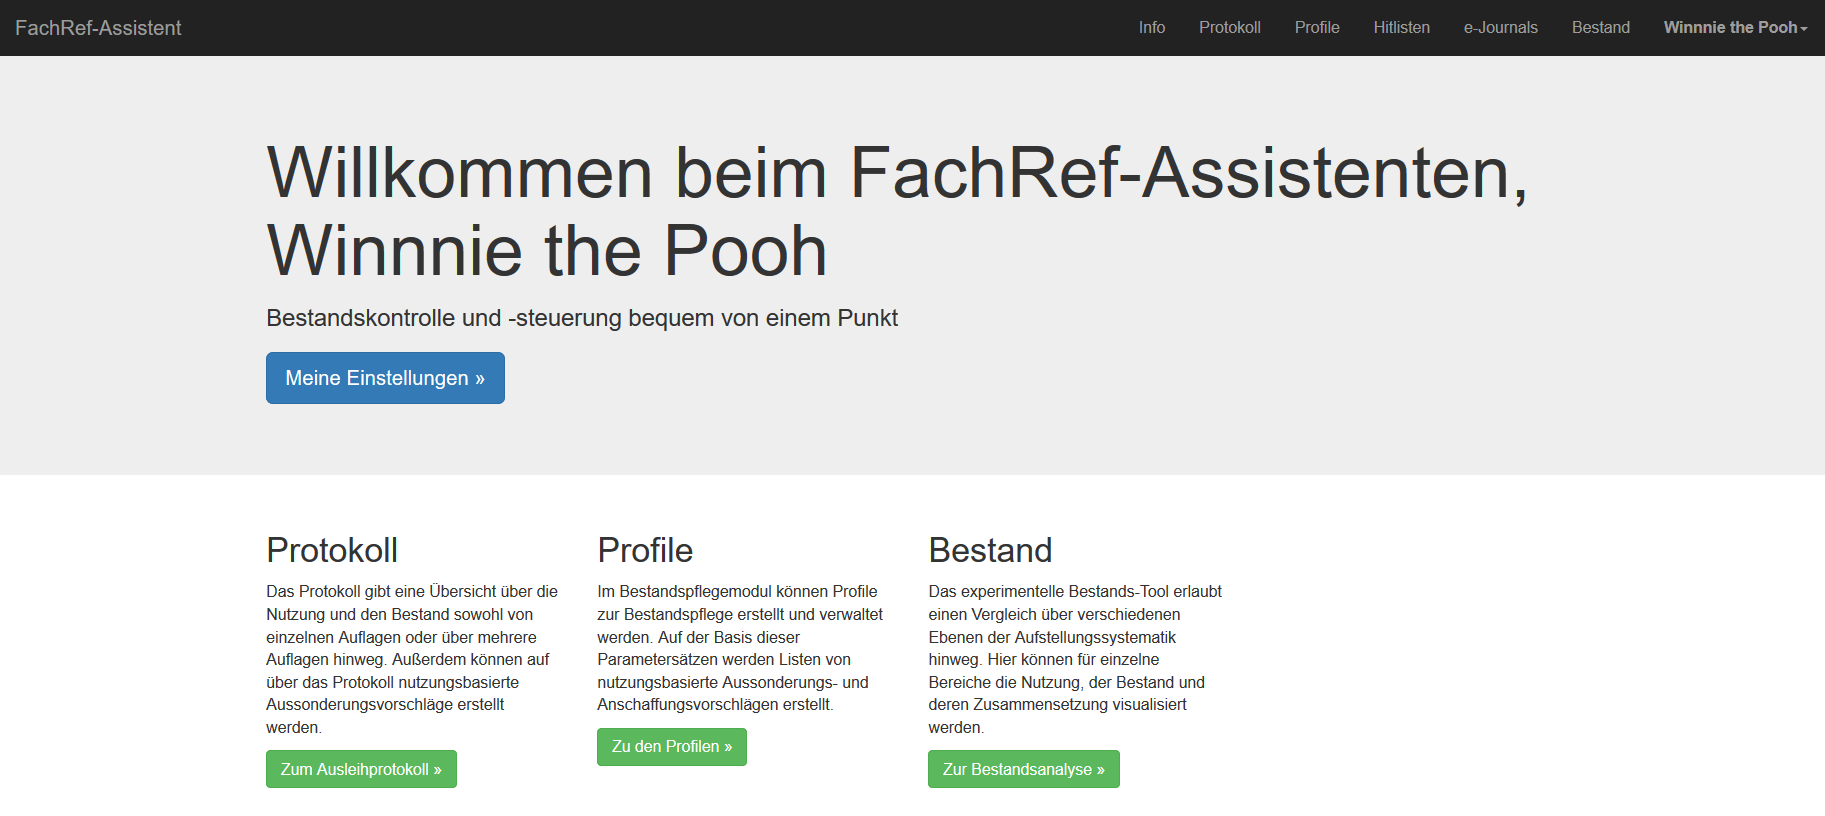 FachRef-Assistent
Info Protokoll Profile Hitlisten e-Journals Bestand Winnnie the Pooh
Willkommen beim FachRef-Assistenten,
Winnnie the Pooh
Bestandskontrolle und -steuerung bequem von einem Punkt
Meine Einstellungen »
Protokoll
Das Protokoll gibt eine Übersicht über die
Nutzung und den Bestand sowohl von
einzelnen Auflagen oder über mehrere
Auflagen hinweg. Außerdem können auf
über das Protokoll nutzungsbasierte
Aussonderungsvorschläge erstellt
werden.
Zum Ausleihprotokoll »
Profile
Im Bestandspflegemodul können Profile
zur Bestandspflege erstellt und verwaltet
werden. Auf der Basis dieser
Parametersätzen werden Listen von
nutzungsbasierte Aussonderungs- und
Anschaffungsvorschlägen erstellt.
Zu den Profilen »
Bestand
Das experimentelle Bestands-Tool erlaubt
einen Vergleich über verschiedenen
Ebenen der Aufstellungssystematik
hinweg. Hier können für einzelne
Bereiche die Nutzung, der Bestand und
deren Zusammensetzung visualisiert
werden.
Zur Bestandsanalyse »